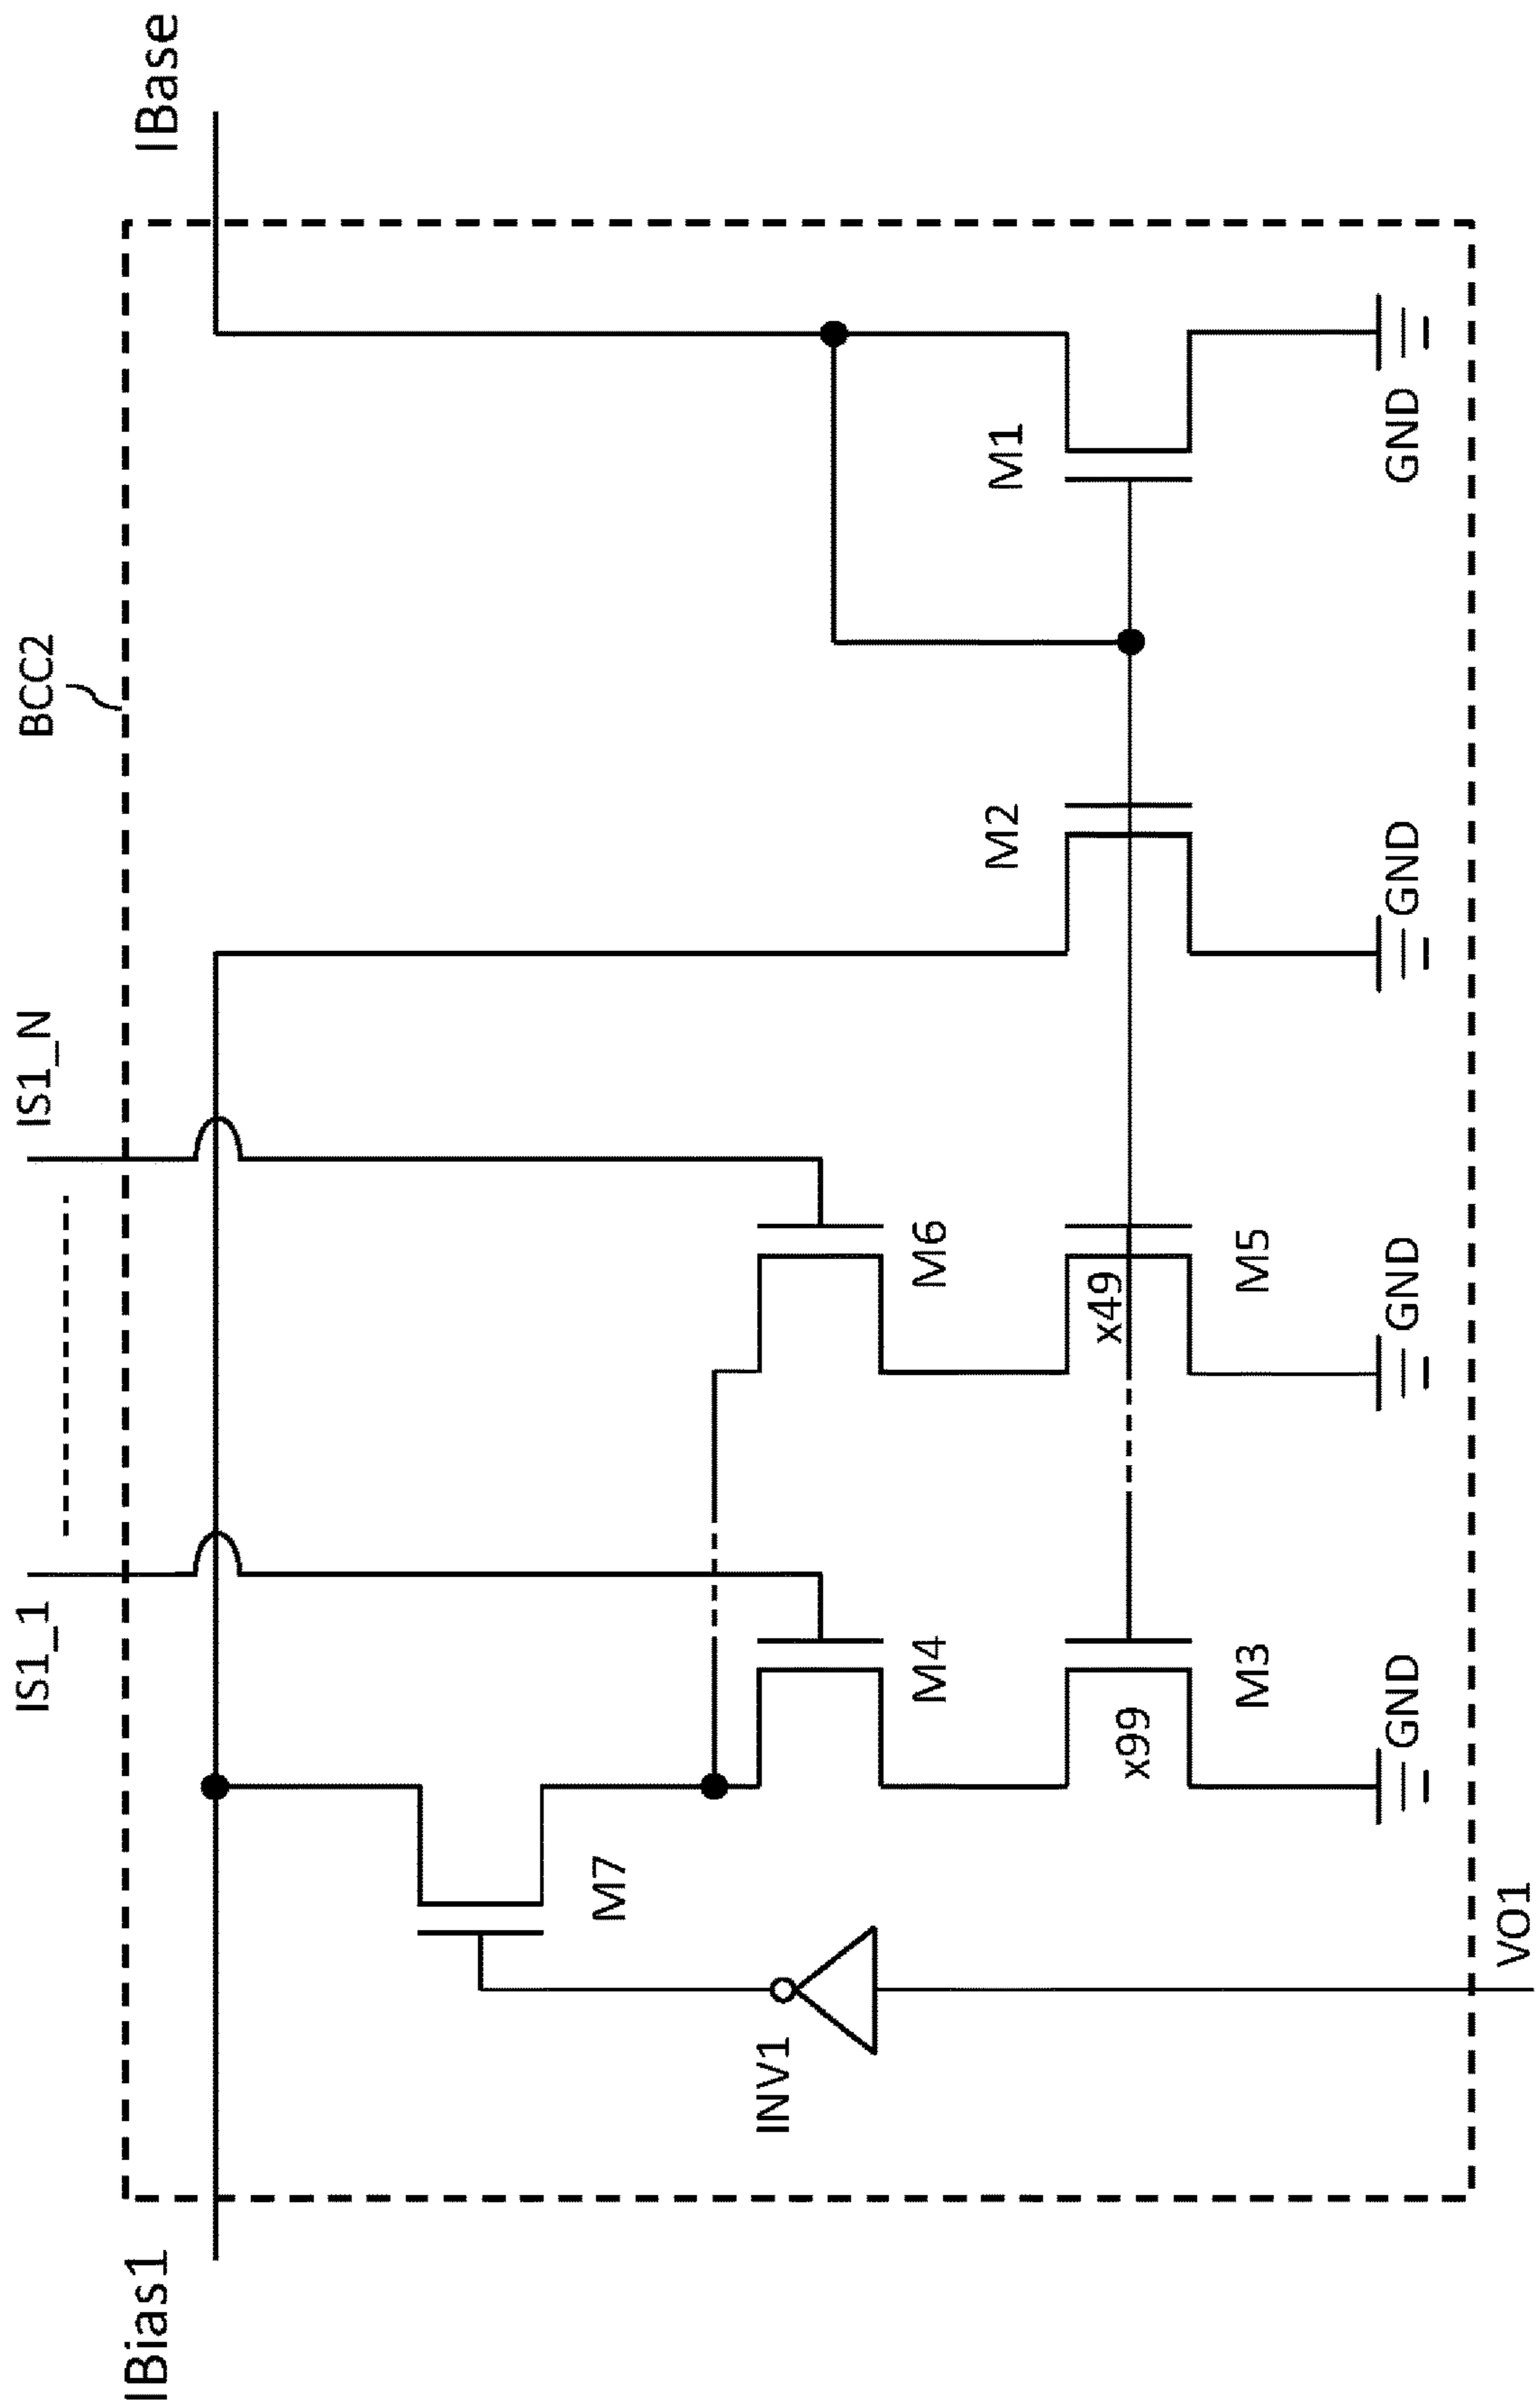 IBias1
IS1_1
IS1_N
BCC2
IBase
M7
INV1
M4
M6
x99
M3
x49
M5
M2
M1
GND
GND
GND
GND
VO1